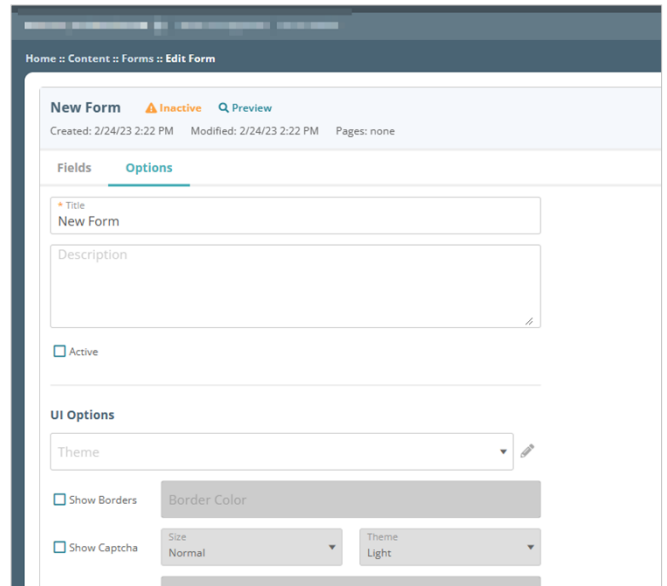 Home :: Content :: Forms :: Edit Form
New Form Inactive Preview
Created: 2/24/23 2:22 PM Modified: 2/24/23 2:22 PM Pages: none
Fields Options
* Title
New Form
Description
Active
UI Options
Theme
Show Borders Border Color
Size Theme
Show Captcha Normal Light